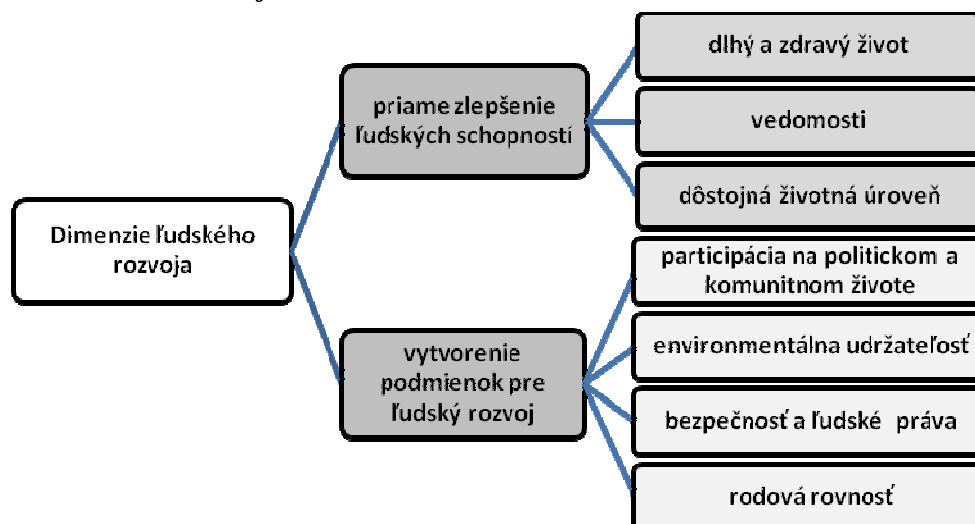 Dimenzie ľudského
rozvoja
priame zlepšenie
ľudských schopností
dlhý a zdravý život
vedomosti
dôstojná životná úroveň
vytvorenie
podmienok pre
ľudský rozvoj
participácia na politickom a
komunitnom živote
environmentálna udržateľosť
bezpečnosť a ľudské práva
rodová rovnosť